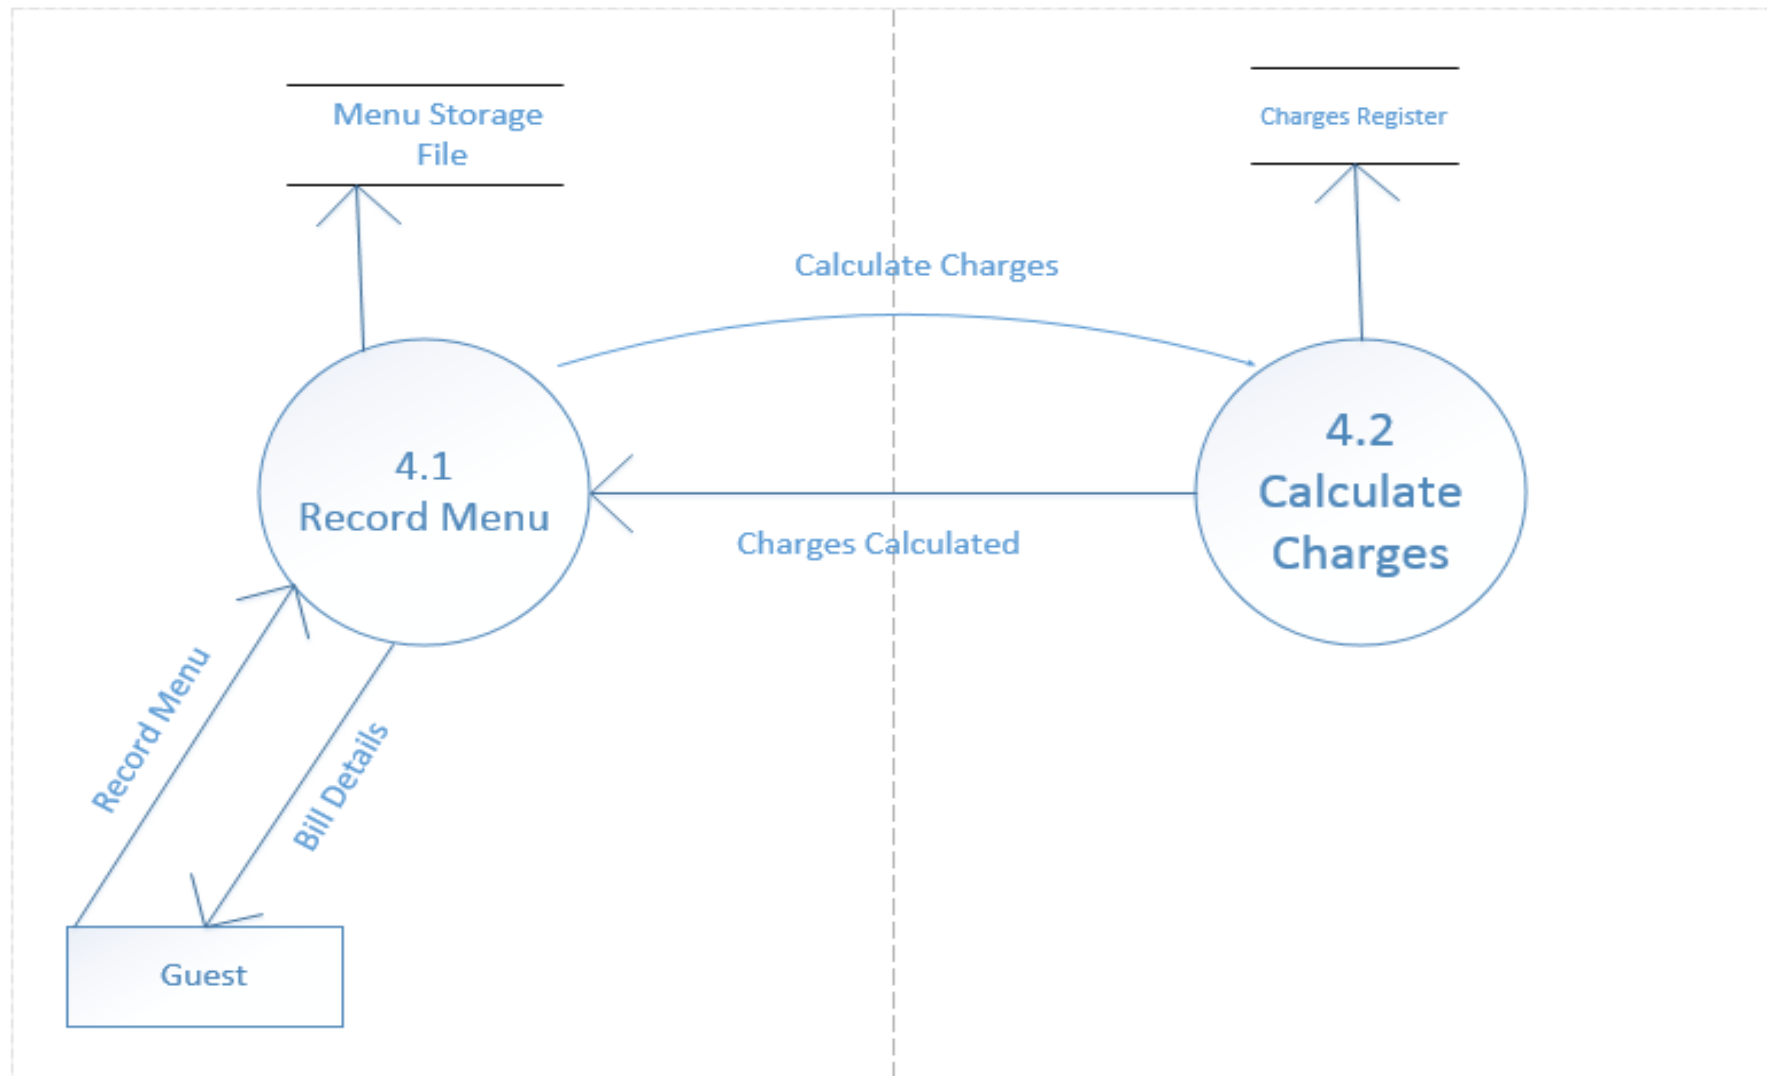 Menu Storage
File
Charges Register
Calculate Charges
4.1
Record Menu
4.2
Calculate
Charges
Charges Calculated
Record Menu
Bill Details
Guest